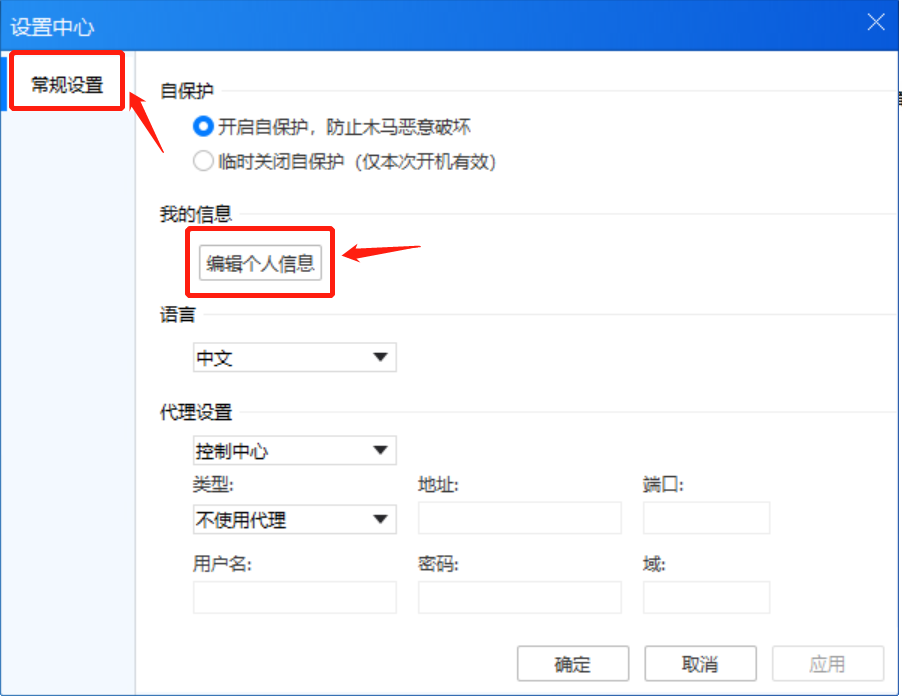 设置中心
常规设置
自保护
开启自保护，防止木马恶意破坏
临时关闭自保护（仅本次开机有效）
我的信息
编辑个人信息
语言
中文
代理设置
控制中心
类型: 地址: 端口:
不使用代理
用户名: 密码: 域:
确定 取消 应用